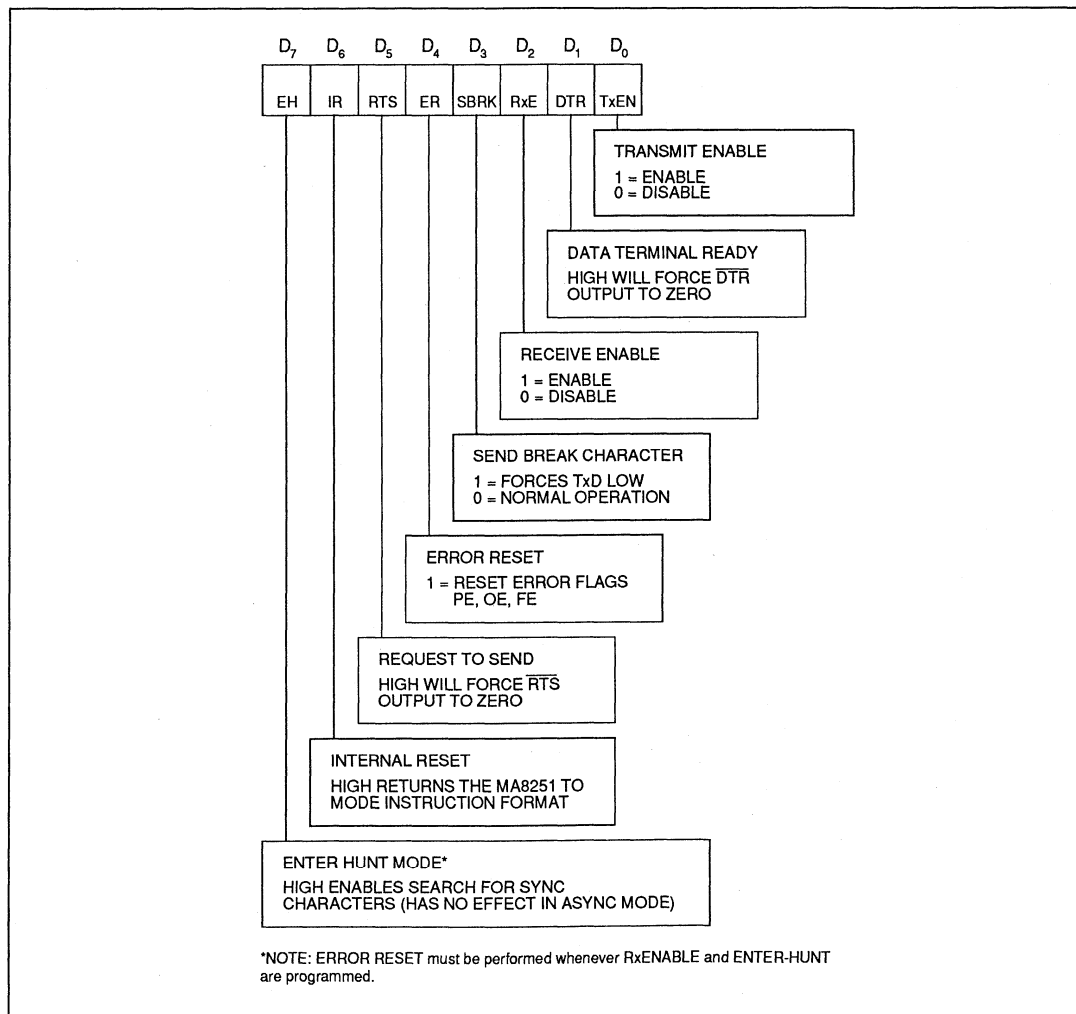 D7 D6 D5 D4 D3 D2 D1 D0
EH IR RTS ER SBRK RxE DTR TxEN
TRANSMIT ENABLE
1 = ENABLE
0 = DISABLE
DATA TERMINAL READY
HIGH WILL FORCE D̅T̅R̅
OUTPUT TO ZERO
RECEIVE ENABLE
1 = ENABLE
0 = DISABLE
SEND BREAK CHARACTER
1 = FORCES TxD LOW
0 = NORMAL OPERATION
ERROR RESET
1 = RESET ERROR FLAGS
PE, OE, FE
REQUEST TO SEND
HIGH WILL FORCE R̅T̅S̅
OUTPUT TO ZERO
INTERNAL RESET
HIGH RETURNS THE MA8251 TO
MODE INSTRUCTION FORMAT
ENTER HUNT MODE*
HIGH ENABLES SEARCH FOR SYNC
CHARACTERS (HAS NO EFFECT IN ASYNC MODE)
*NOTE: ERROR RESET must be performed whenever RxENABLE and ENTER-HUNT
are programmed.